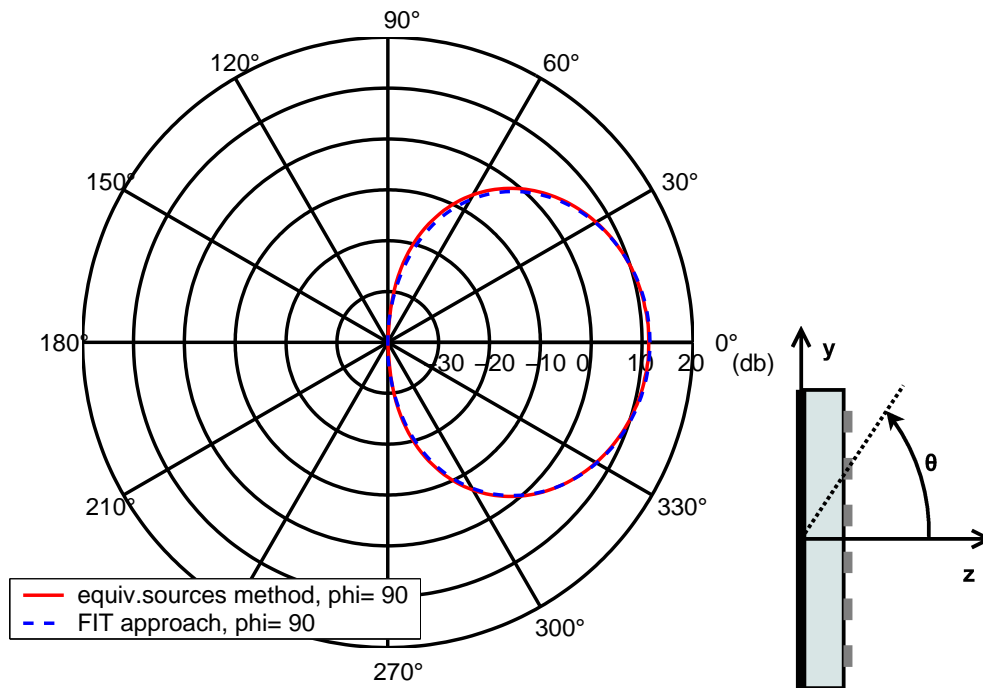 90°
120°
60°
150°
30°
180°
0°
−30 −20 −10 0 10 20 (db)
210°
330°
300°
270°
equiv.sources method, phi= 90
FIT approach, phi= 90
y
θ
z